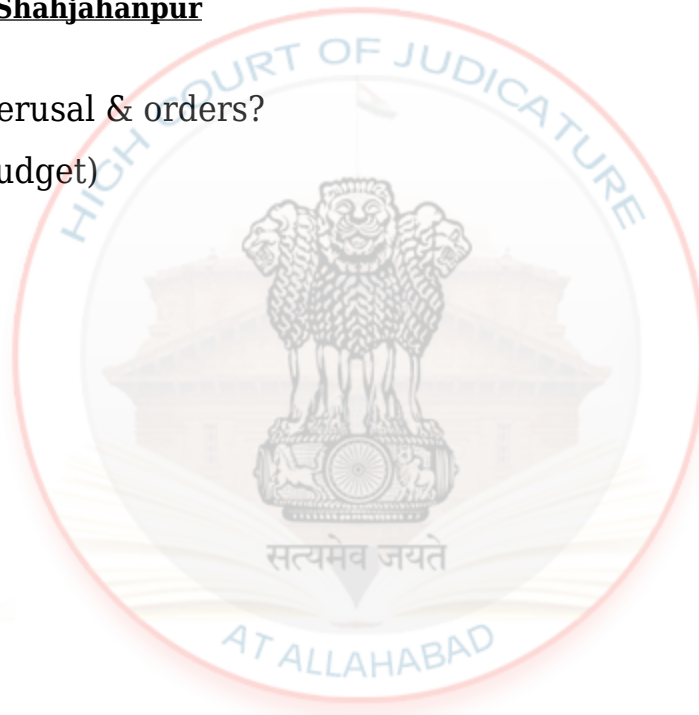 Shahjahanpur
erusal & orders?
udget)
HIGH COURT OF JUDICATURE
सत्यमेव जयते
AT ALLAHABAD